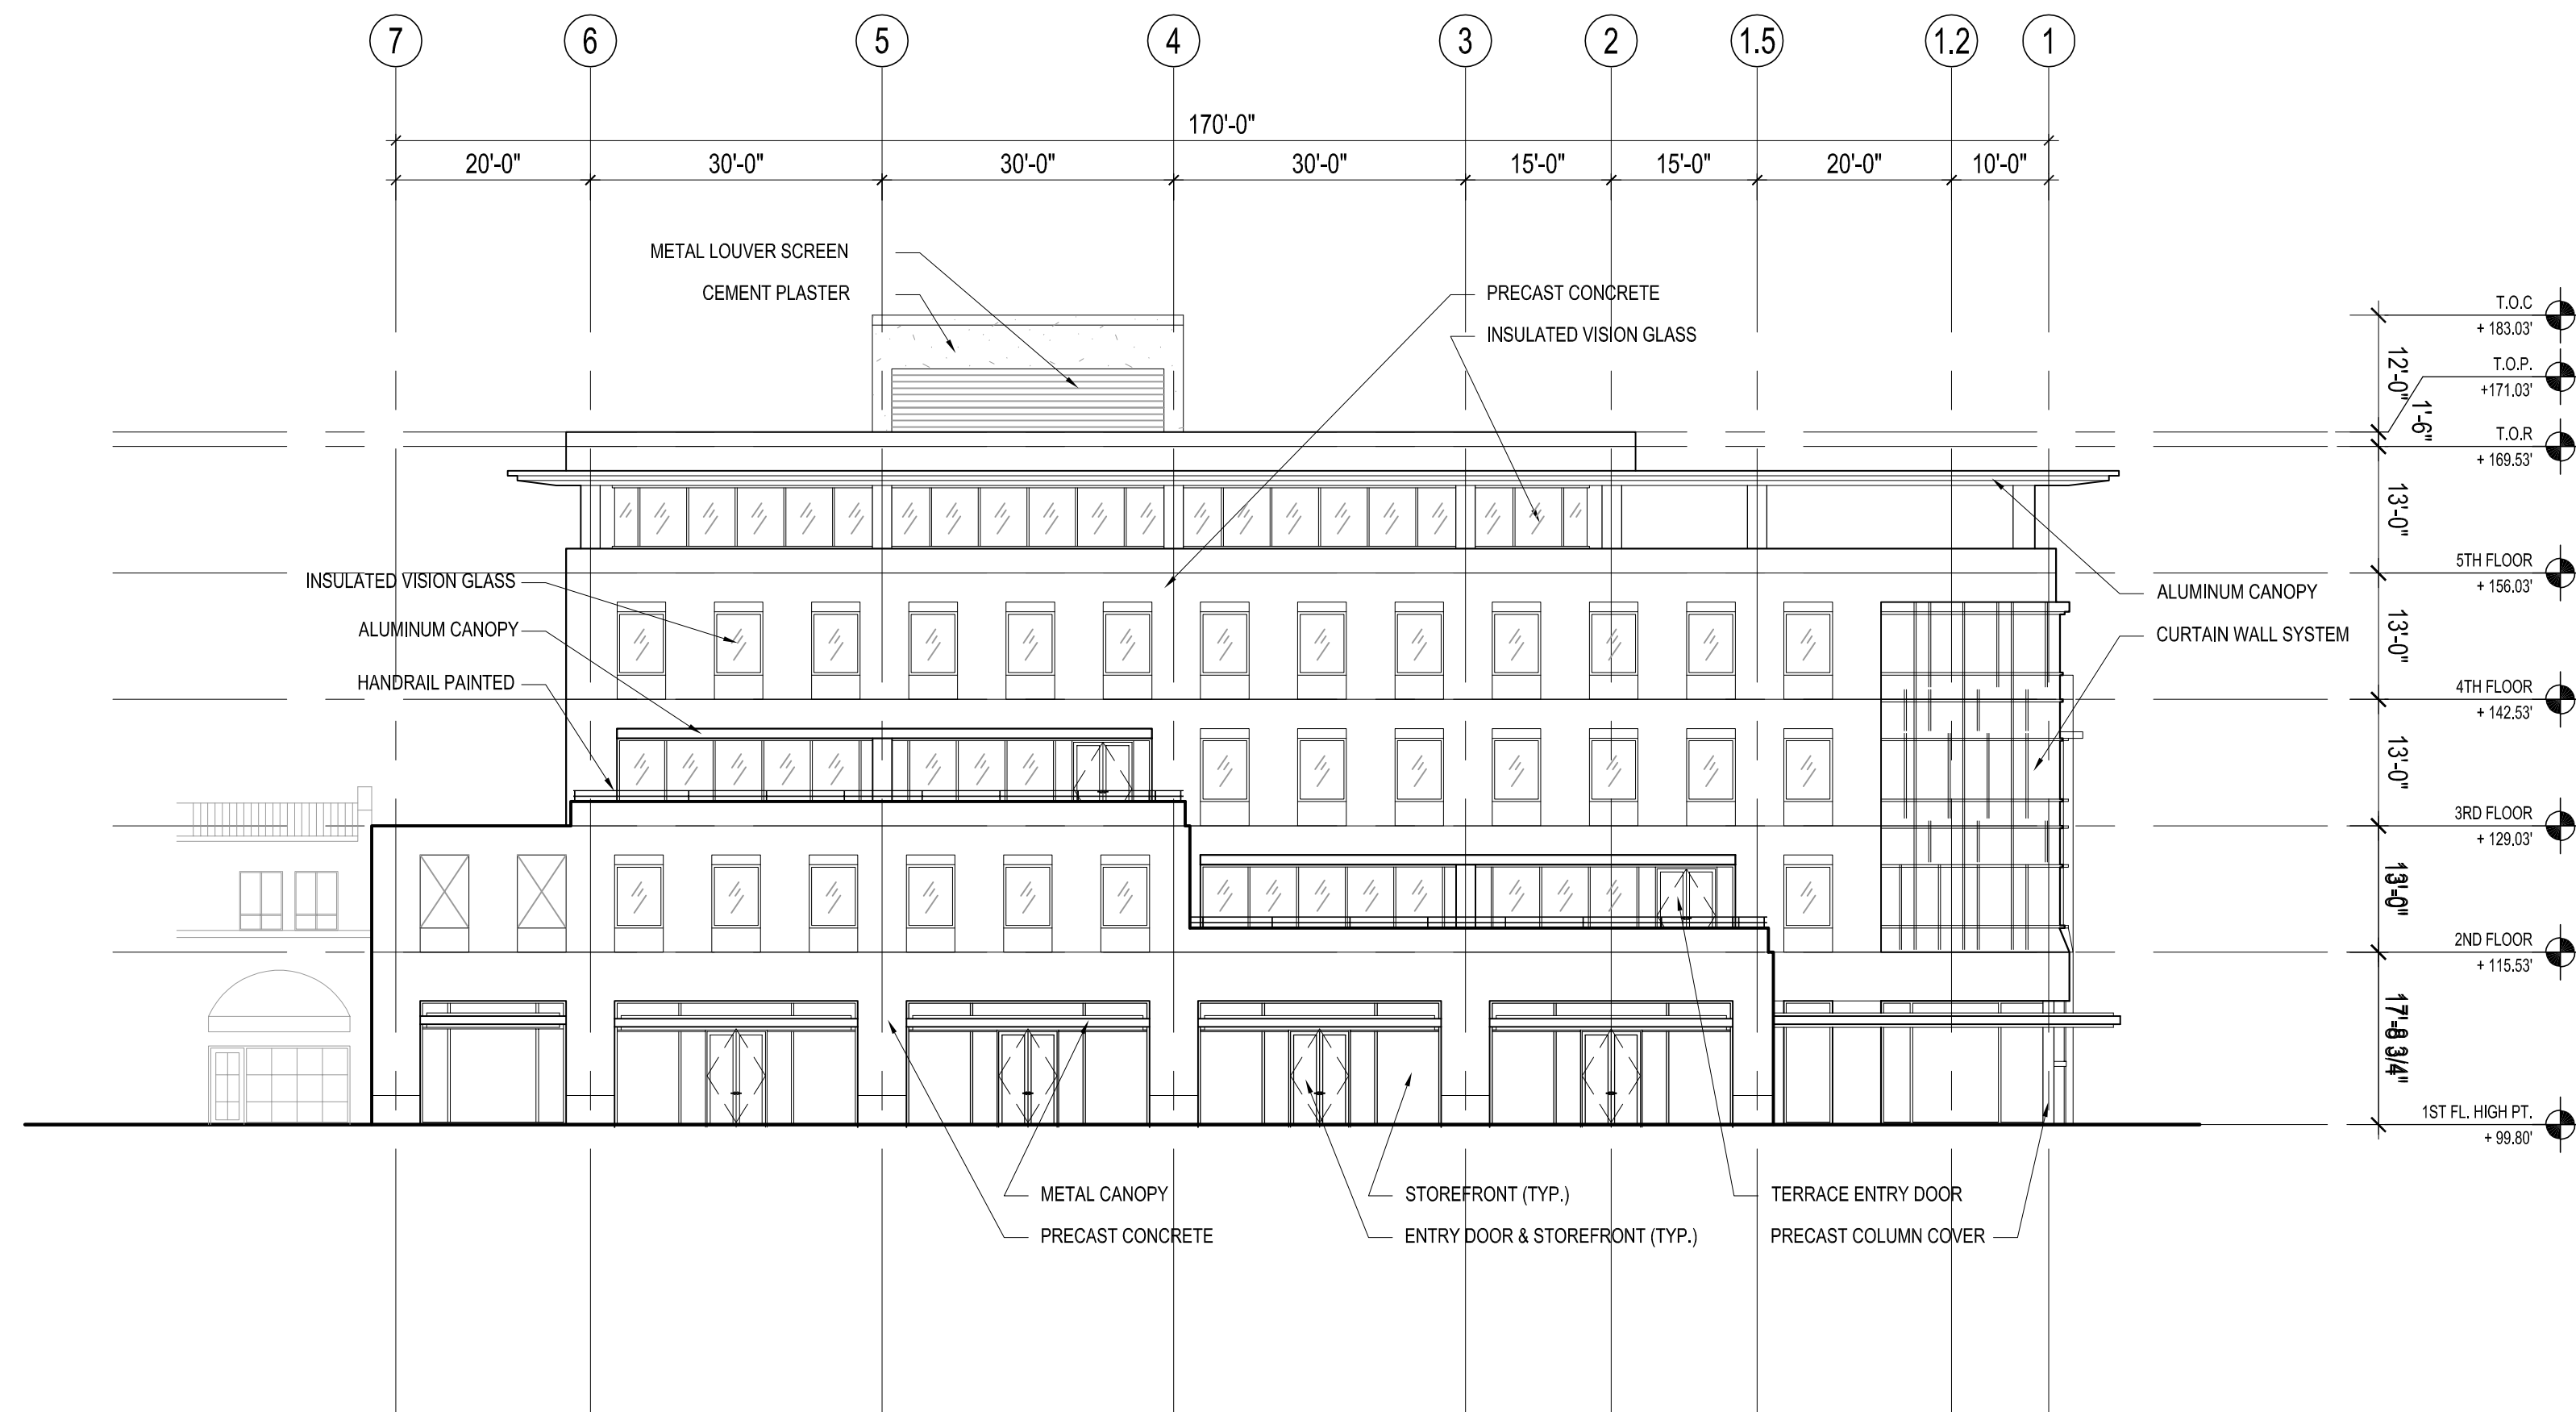 7 6 5 4 3 2 1.5 1.2 1
170'-0"
20'-0" 30'-0" 30'-0" 30'-0" 15'-0" 15'-0" 20'-0" 10'-0"
METAL LOUVER SCREEN
CEMENT PLASTER
PRECAST CONCRETE
INSULATED VISION GLASS
T.O.C
+ 183.03'
12'-0"
T.O.P.
+171.03'
1'-6"
T.O.R
+ 169.53'
13'-0"
INSULATED VISION GLASS
ALUMINUM CANOPY
HANDRAIL PAINTED
ALUMINUM CANOPY
CURTAIN WALL SYSTEM
5TH FLOOR
+ 156.03'
13'-0"
4TH FLOOR
+ 142.53'
13'-0"
3RD FLOOR
+ 129.03'
2ND FLOOR
+ 115.53'
1ST FL. HIGH PT.
+ 99.80'
METAL CANOPY
PRECAST CONCRETE
STOREFRONT (TYP.)
ENTRY DOOR & STOREFRONT (TYP.)
TERRACE ENTRY DOOR
PRECAST COLUMN COVER